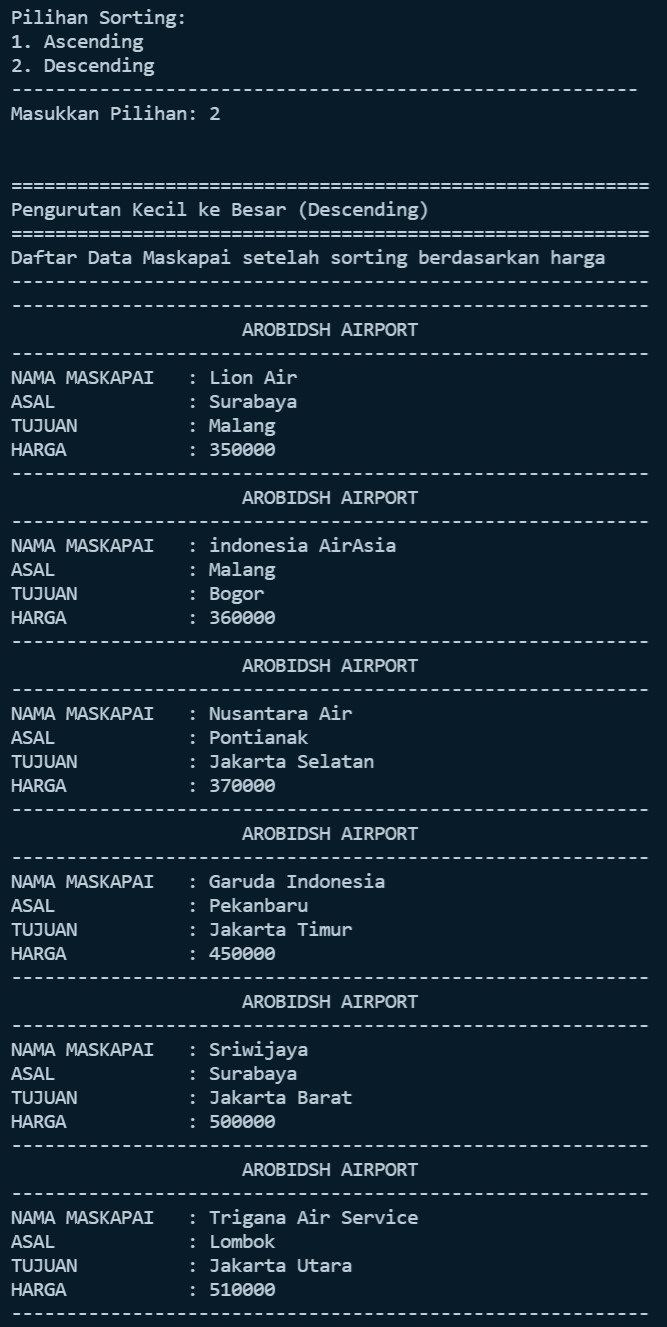 Pilihan Sorting:
1. Ascending
2. Descending
---------------------------------------------------------
Masukkan Pilihan: 2
==========================================================
Pengurutan Kecil ke Besar (Descending)
==========================================================
Daftar Data Maskapai setelah sorting berdasarkan harga
----------------------------------------------------------
----------------------------------------------------------
AROBIDSH AIRPORT
----------------------------------------------------------
NAMA MASKAPAI   : Lion Air
ASAL            : Surabaya
TUJUAN          : Malang
HARGA           : 350000
----------------------------------------------------------
AROBIDSH AIRPORT
----------------------------------------------------------
NAMA MASKAPAI   : indonesia AirAsia
ASAL            : Malang
TUJUAN          : Bogor
HARGA           : 360000
----------------------------------------------------------
AROBIDSH AIRPORT
----------------------------------------------------------
NAMA MASKAPAI   : Nusantara Air
ASAL            : Pontianak
TUJUAN          : Jakarta Selatan
HARGA           : 370000
----------------------------------------------------------
AROBIDSH AIRPORT
----------------------------------------------------------
NAMA MASKAPAI   : Garuda Indonesia
ASAL            : Pekanbaru
TUJUAN          : Jakarta Timur
HARGA           : 450000
----------------------------------------------------------
AROBIDSH AIRPORT
----------------------------------------------------------
NAMA MASKAPAI   : Sriwijaya
ASAL            : Surabaya
TUJUAN          : Jakarta Barat
HARGA           : 500000
----------------------------------------------------------
AROBIDSH AIRPORT
----------------------------------------------------------
NAMA MASKAPAI   : Trigana Air Service
ASAL            : Lombok
TUJUAN          : Jakarta Utara
HARGA           : 510000
----------------------------------------------------------